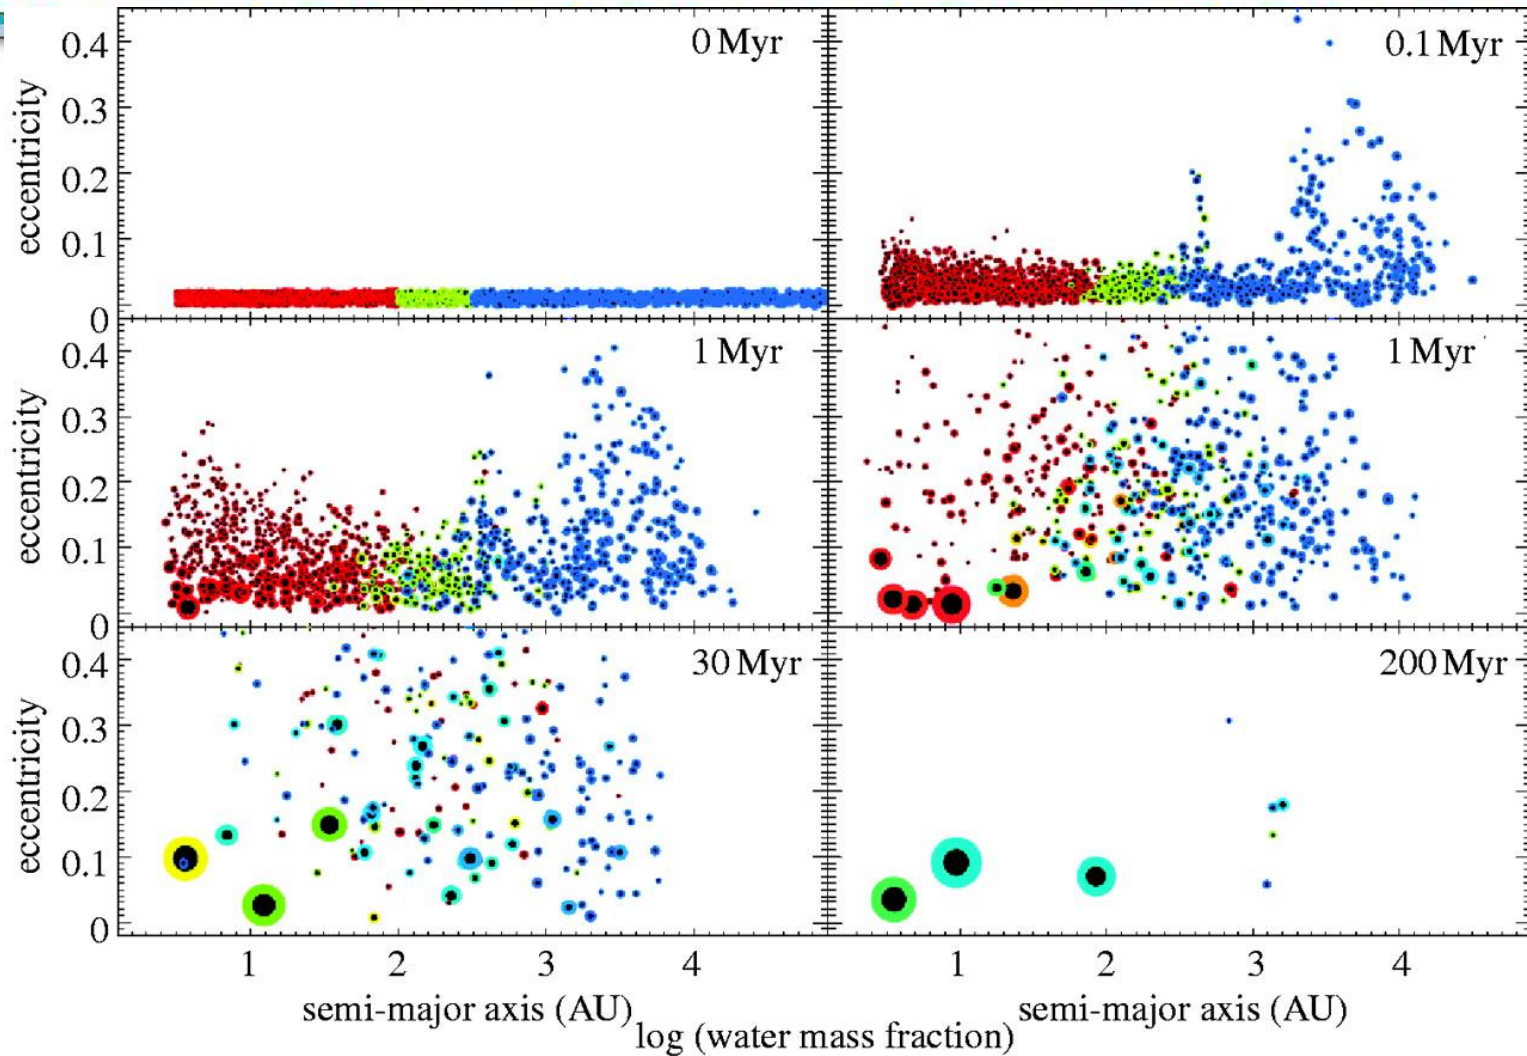 0 Myr
0.1 Myr
eccentricity
0.4
0.3
0.2
0.1
0
1 Myr
1 Myr
eccentricity
0.4
0.3
0.2
0.1
0
30 Myr
200 Myr
eccentricity
0.4
0.3
0.2
0.1
0
1 2 3 4
1 2 3 4
semi-major axis (AU)
semi-major axis (AU)
log (water mass fraction)